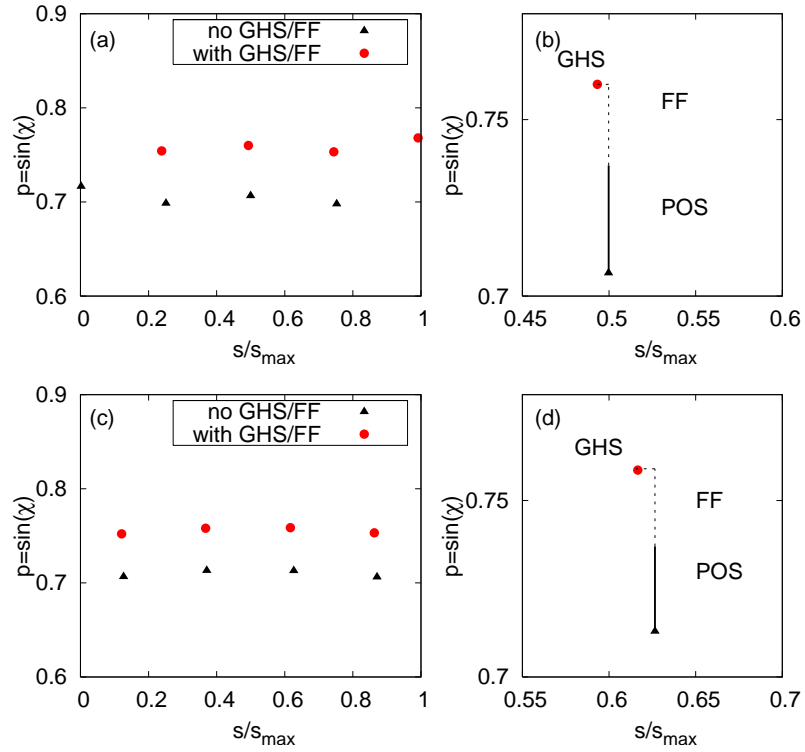 (a)
no GHS/FF
with GHS/FF
0.9
0.8
0.7
0.6
p=sin(χ)
0 0.2 0.4 0.6 0.8 1
s/s_max
(b)
GHS
FF
POS
0.75
0.7
p=sin(χ)
0.45 0.5 0.55 0.6
s/s_max
(c)
no GHS/FF
with GHS/FF
0.9
0.8
0.7
0.6
p=sin(χ)
0 0.2 0.4 0.6 0.8 1
s/s_max
(d)
GHS
FF
POS
0.75
0.7
p=sin(χ)
0.55 0.6 0.65 0.7
s/s_max